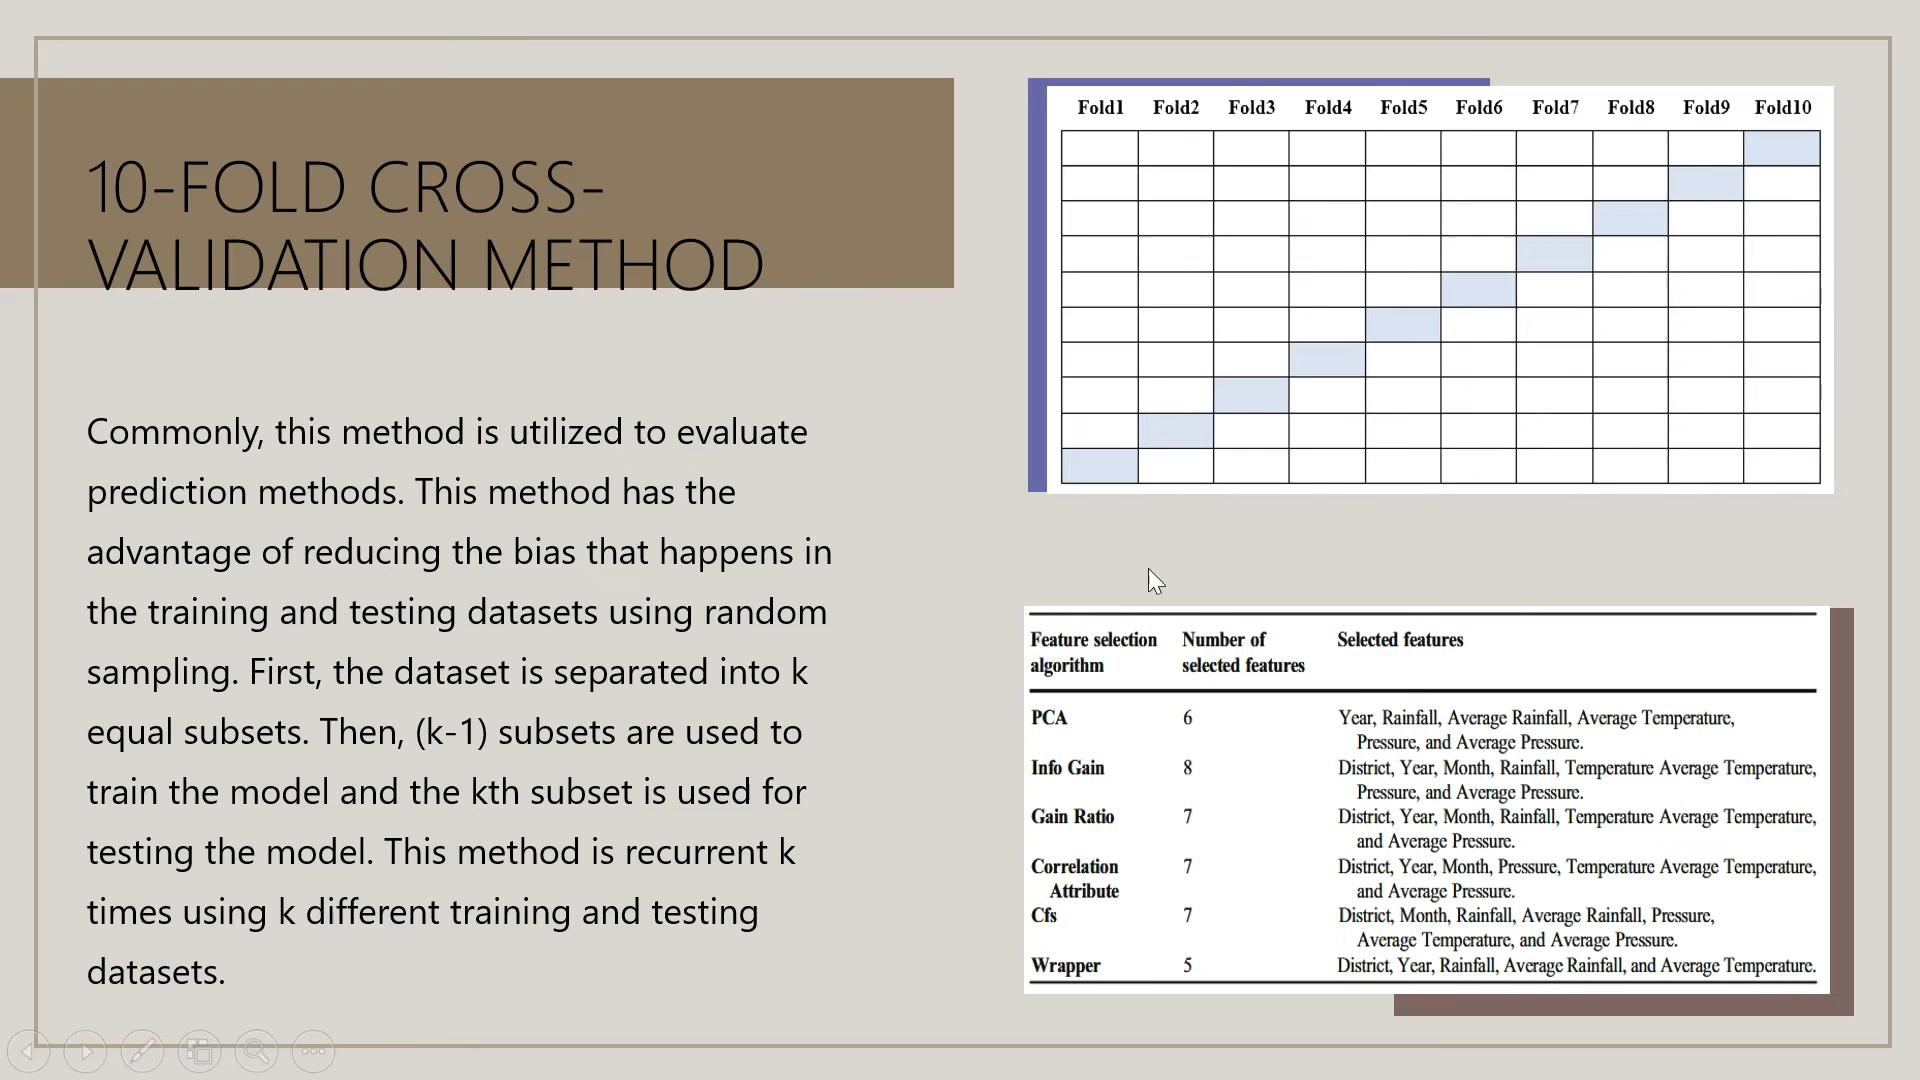 10-FOLD CROSS-
VALIDATION METHOD
Commonly, this method is utilized to evaluate
prediction methods. This method has the
advantage of reducing the bias that happens in
the training and testing datasets using random
sampling. First, the dataset is separated into k
equal subsets. Then, (k-1) subsets are used to
train the model and the kth subset is used for
testing the model. This method is recurrent k
times using k different training and testing
datasets.
Fold1 Fold2 Fold3 Fold4 Fold5 Fold6 Fold7 Fold8 Fold9 Fold10
Feature selection Number of Selected features
algorithm selected features
PCA 6 Year, Rainfall, Average Rainfall, Average Temperature,
Pressure, and Average Pressure.
Info Gain 8 District, Year, Month, Rainfall, Temperature Average Temperature,
Pressure, and Average Pressure.
Gain Ratio 7 District, Year, Month, Rainfall, Temperature Average Temperature,
and Average Pressure.
Correlation 7 District, Year, Month, Pressure, Temperature Average Temperature,
Attribute and Average Pressure.
Cfs 7 District, Month, Rainfall, Average Rainfall, Pressure,
Average Temperature, and Average Pressure.
Wrapper 5 District, Year, Rainfall, Average Rainfall, and Average Temperature.